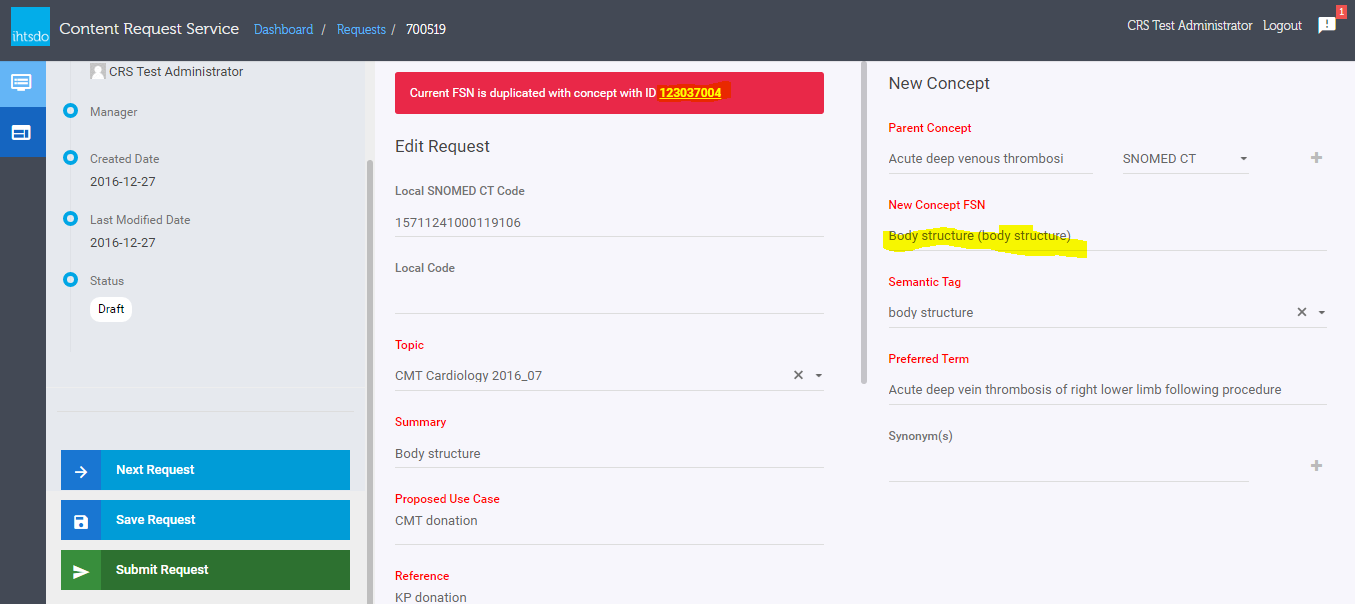 ihtsdo
Content Request Service Dashboard / Requests / 700519
CRS Test Administrator Logout
1
CRS Test Administrator
Manager
Created Date
2016-12-27
Last Modified Date
2016-12-27
Status
Draft
Next Request
Save Request
Submit Request
Current FSN is duplicated with concept with ID 123037004
Edit Request
Local SNOMED CT Code
15711241000119106
Local Code
Topic
CMT Cardiology 2016_07
Summary
Body structure
Proposed Use Case
CMT donation
Reference
KP donation
New Concept
Parent Concept
Acute deep venous thrombosi SNOMED CT
New Concept FSN
Body structure (body structure)
Semantic Tag
body structure
Preferred Term
Acute deep vein thrombosis of right lower limb following procedure
Synonym(s)